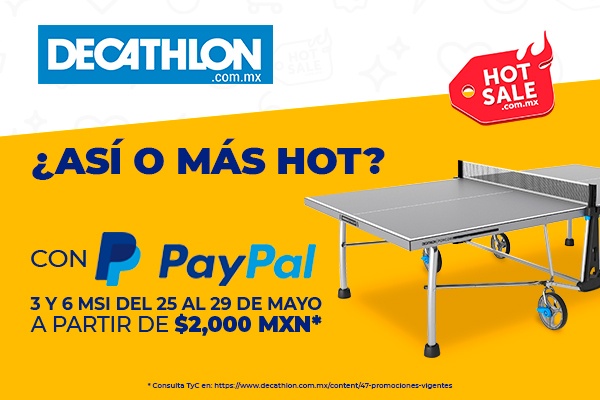 DECATHLON
.com.mx
HOT
SALE
.com.mx
¿ASÍ O MÁS HOT?
CON PayPal
3 Y 6 MSI DEL 25 AL 29 DE MAYO
A PARTIR DE $2,000 MXN*
* Consulta TyC en: https://www.decathlon.com.mx/content/47-promociones-vigentes